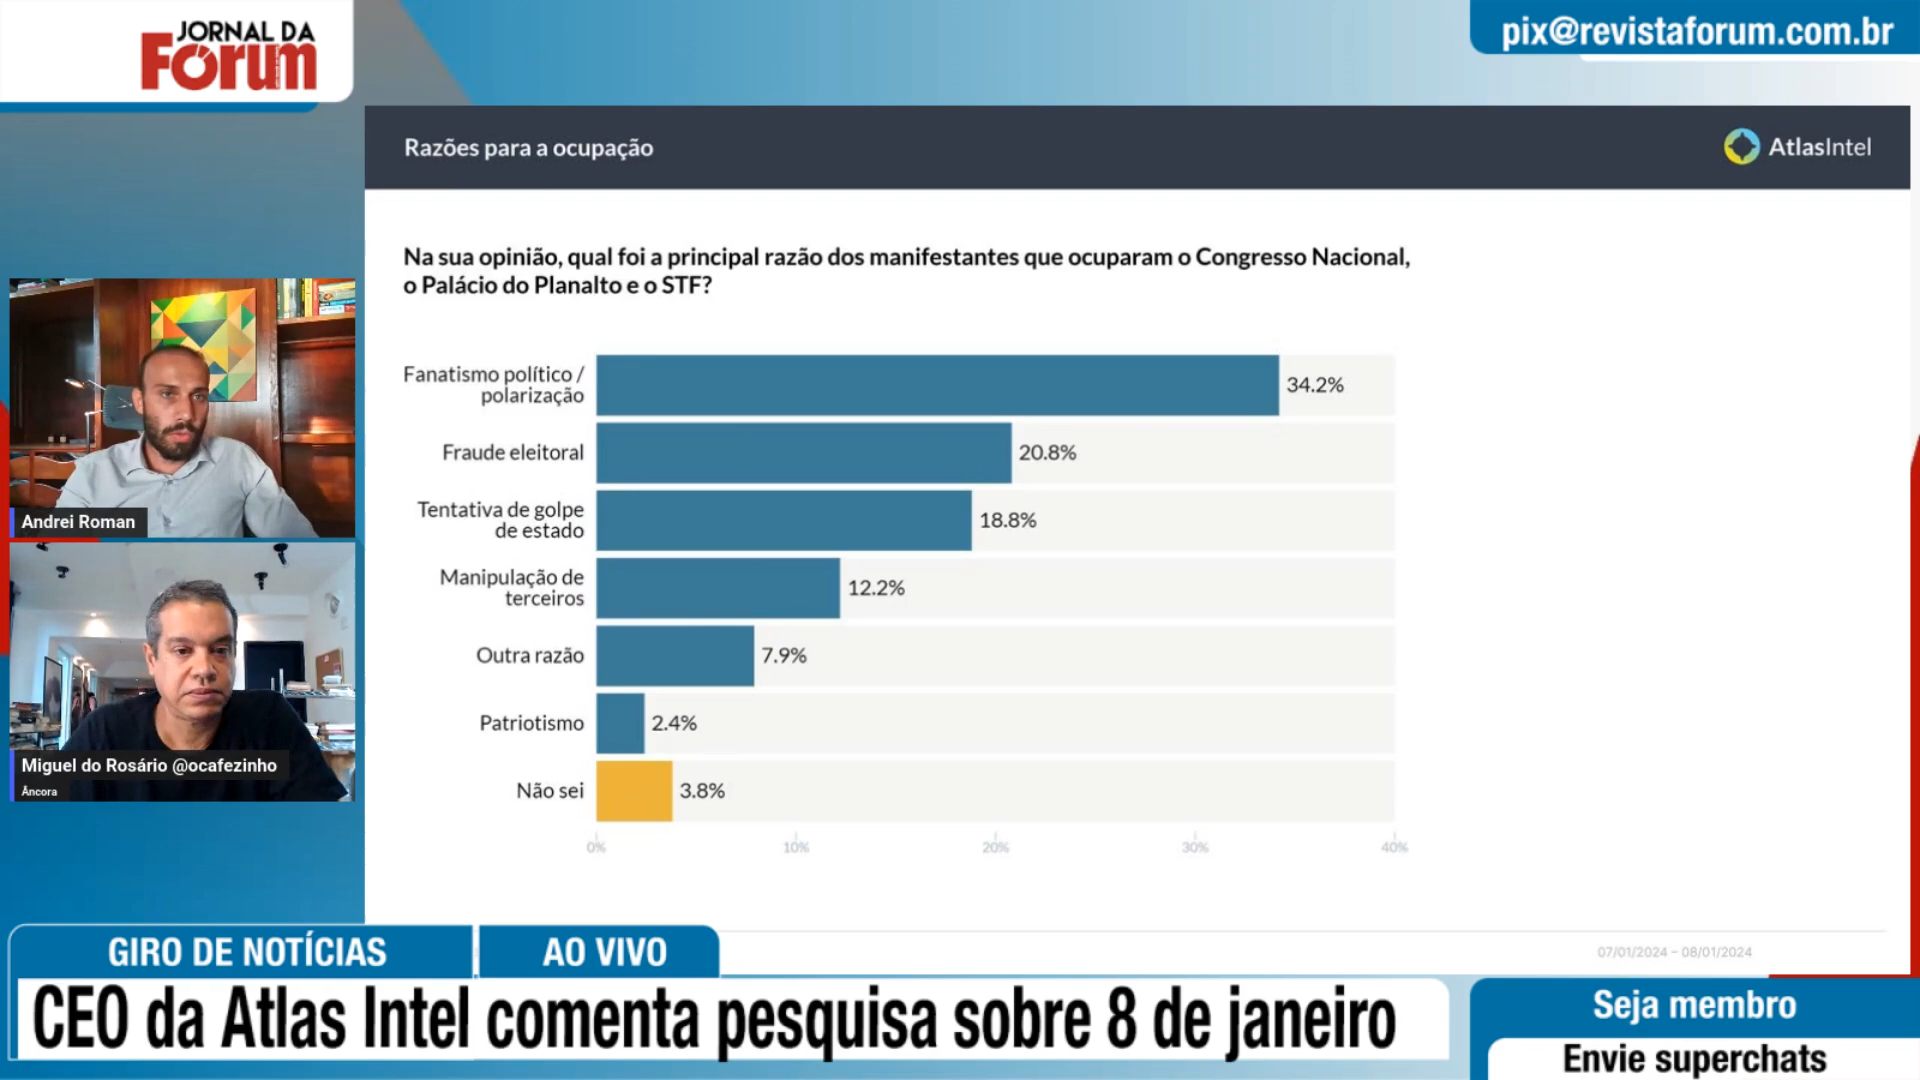 JORNAL DA
Fórum
pix@revistaforum.com.br
Razões para a ocupação
AtlasIntel
Na sua opinião, qual foi a principal razão dos manifestantes que ocuparam o Congresso Nacional,
o Palácio do Planalto e o STF?
Fanatismo político /
polarização
34.2%
Fraude eleitoral
20.8%
Tentativa de golpe
de estado
18.8%
Manipulação de
terceiros
12.2%
Outra razão
7.9%
Patriotismo
2.4%
Não sei
3.8%
0%
10%
20%
30%
40%
Andrei Roman
Miguel do Rosário @ocafezinho
Âncora
07/01/2024 – 08/01/2024
GIRO DE NOTÍCIAS
AO VIVO
CEO da Atlas Intel comenta pesquisa sobre 8 de janeiro
Seja membro
Envie superchats